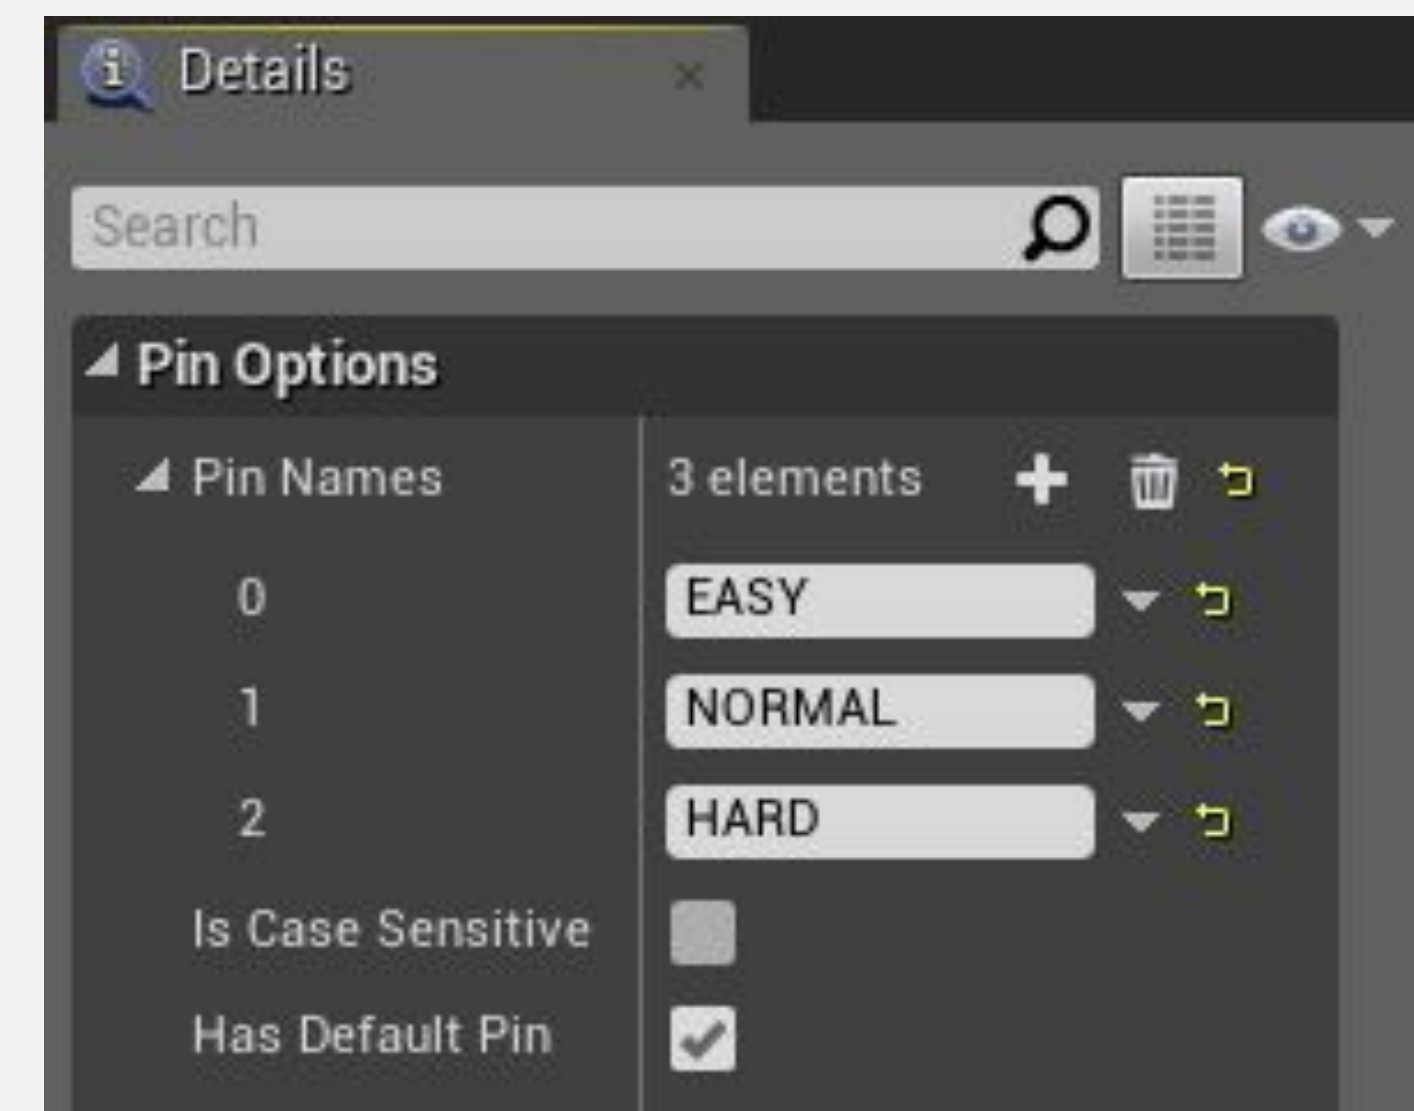 Details
Search
Pin Options
Pin Names 3 elements
0 EASY
1 NORMAL
2 HARD
Is Case Sensitive
Has Default Pin